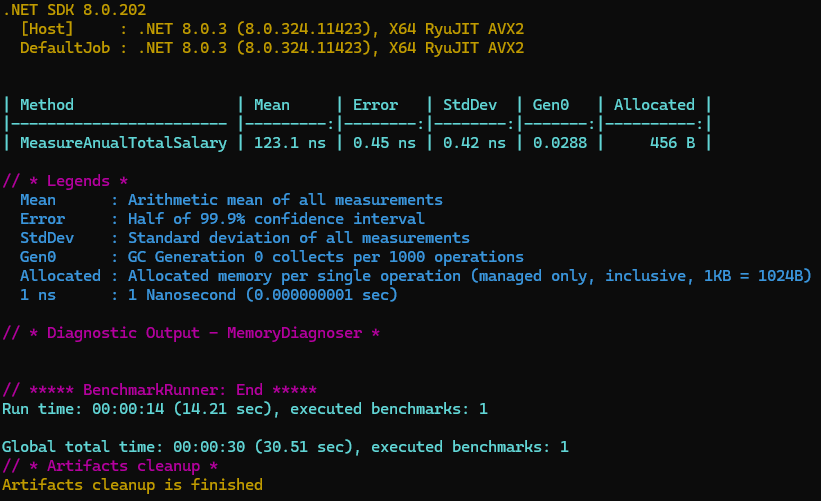 .NET SDK 8.0.202
  [Host]     : .NET 8.0.3 (8.0.324.11423), X64 RyuJIT AVX2
  DefaultJob : .NET 8.0.3 (8.0.324.11423), X64 RyuJIT AVX2
| Method                  | Mean     | Error   | StdDev  | Gen0   | Allocated |
|------------------------ |---------:|--------:|--------:|-------:|----------:|
| MeasureAnualTotalSalary | 123.1 ns | 0.45 ns | 0.42 ns | 0.0288 |     456 B |
// * Legends *
  Mean      : Arithmetic mean of all measurements
  Error     : Half of 99.9% confidence interval
  StdDev    : Standard deviation of all measurements
  Gen0      : GC Generation 0 collects per 1000 operations
  Allocated : Allocated memory per single operation (managed only, inclusive, 1KB = 1024B)
  1 ns      : 1 Nanosecond (0.000000001 sec)
// * Diagnostic Output - MemoryDiagnoser *
// ***** BenchmarkRunner: End *****
Run time: 00:00:14 (14.21 sec), executed benchmarks: 1
Global total time: 00:00:30 (30.51 sec), executed benchmarks: 1
// * Artifacts cleanup *
Artifacts cleanup is finished